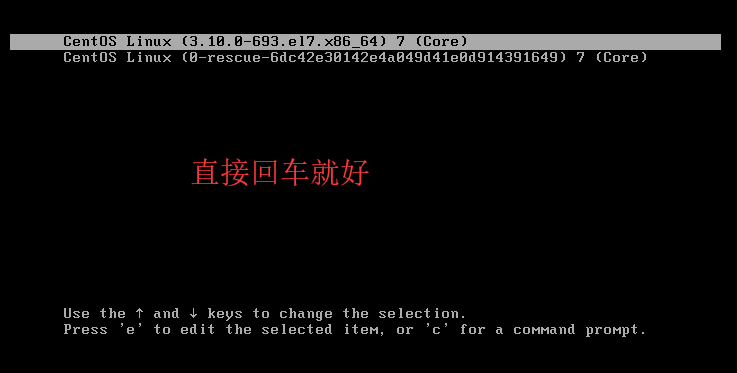 CentOS Linux (3.10.0-693.el7.x86_64) 7 (Core)
CentOS Linux (0-rescue-6dc42e30142e4a049d41e0d914391649) 7 (Core)
直接回车就好
Use the ↑ and ↓ keys to change the selection.
Press 'e' to edit the selected item, or 'c' for a command prompt.